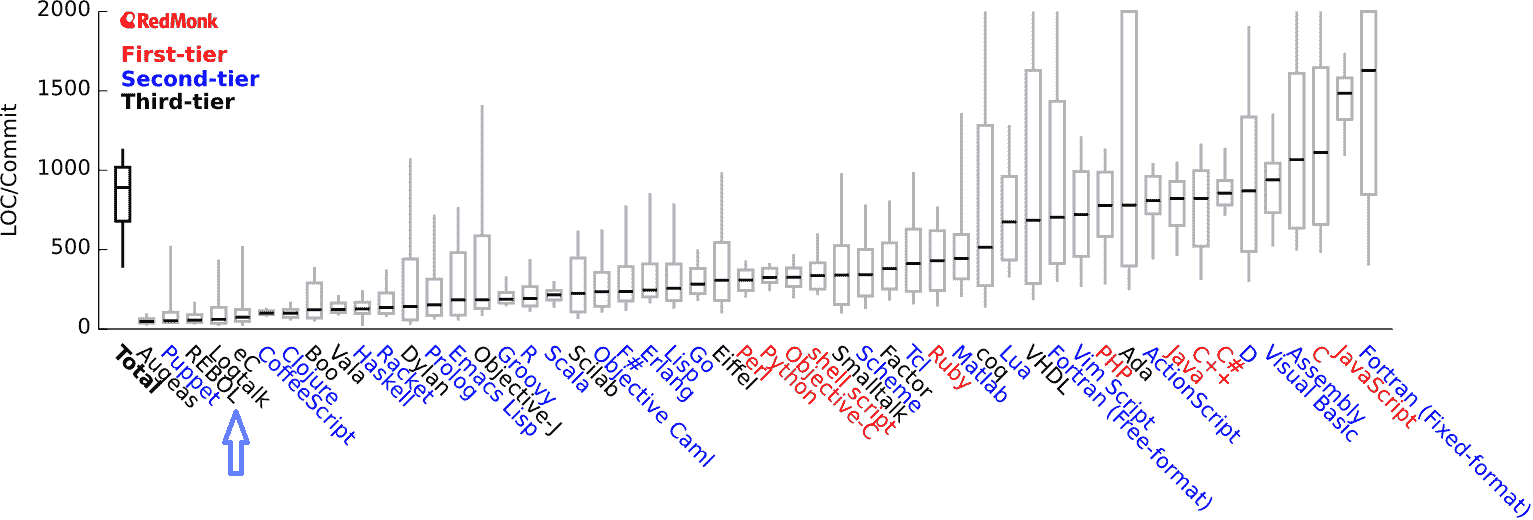 2000
1500
1000
500
0
LOC/Commit
RedMonk
First-tier
Second-tier
Third-tier
Total
Augeas
Puppet
REBOL
Logtalk
eC
CoffeeScript
Clojure
Boo
Vala
Haskell
Racket
Dylan
Prolog
Emacs Lisp
Objective-J
Groovy
R
Scala
Scilab
Objective Caml
F#
Erlang
Lisp
Go
Eiffel
Perl
Python
Objective-C
shell script
Smalltalk
Scheme
Factor
Tcl
Ruby
Matlab
coq
Lua
VHDL
Fortran (Free-format)
Vim Script
PHP
Ada
ActionScript
Java
C++
C#
D
Visual Basic
Assembly
C
JavaScript
Fortran (Fixed-format)